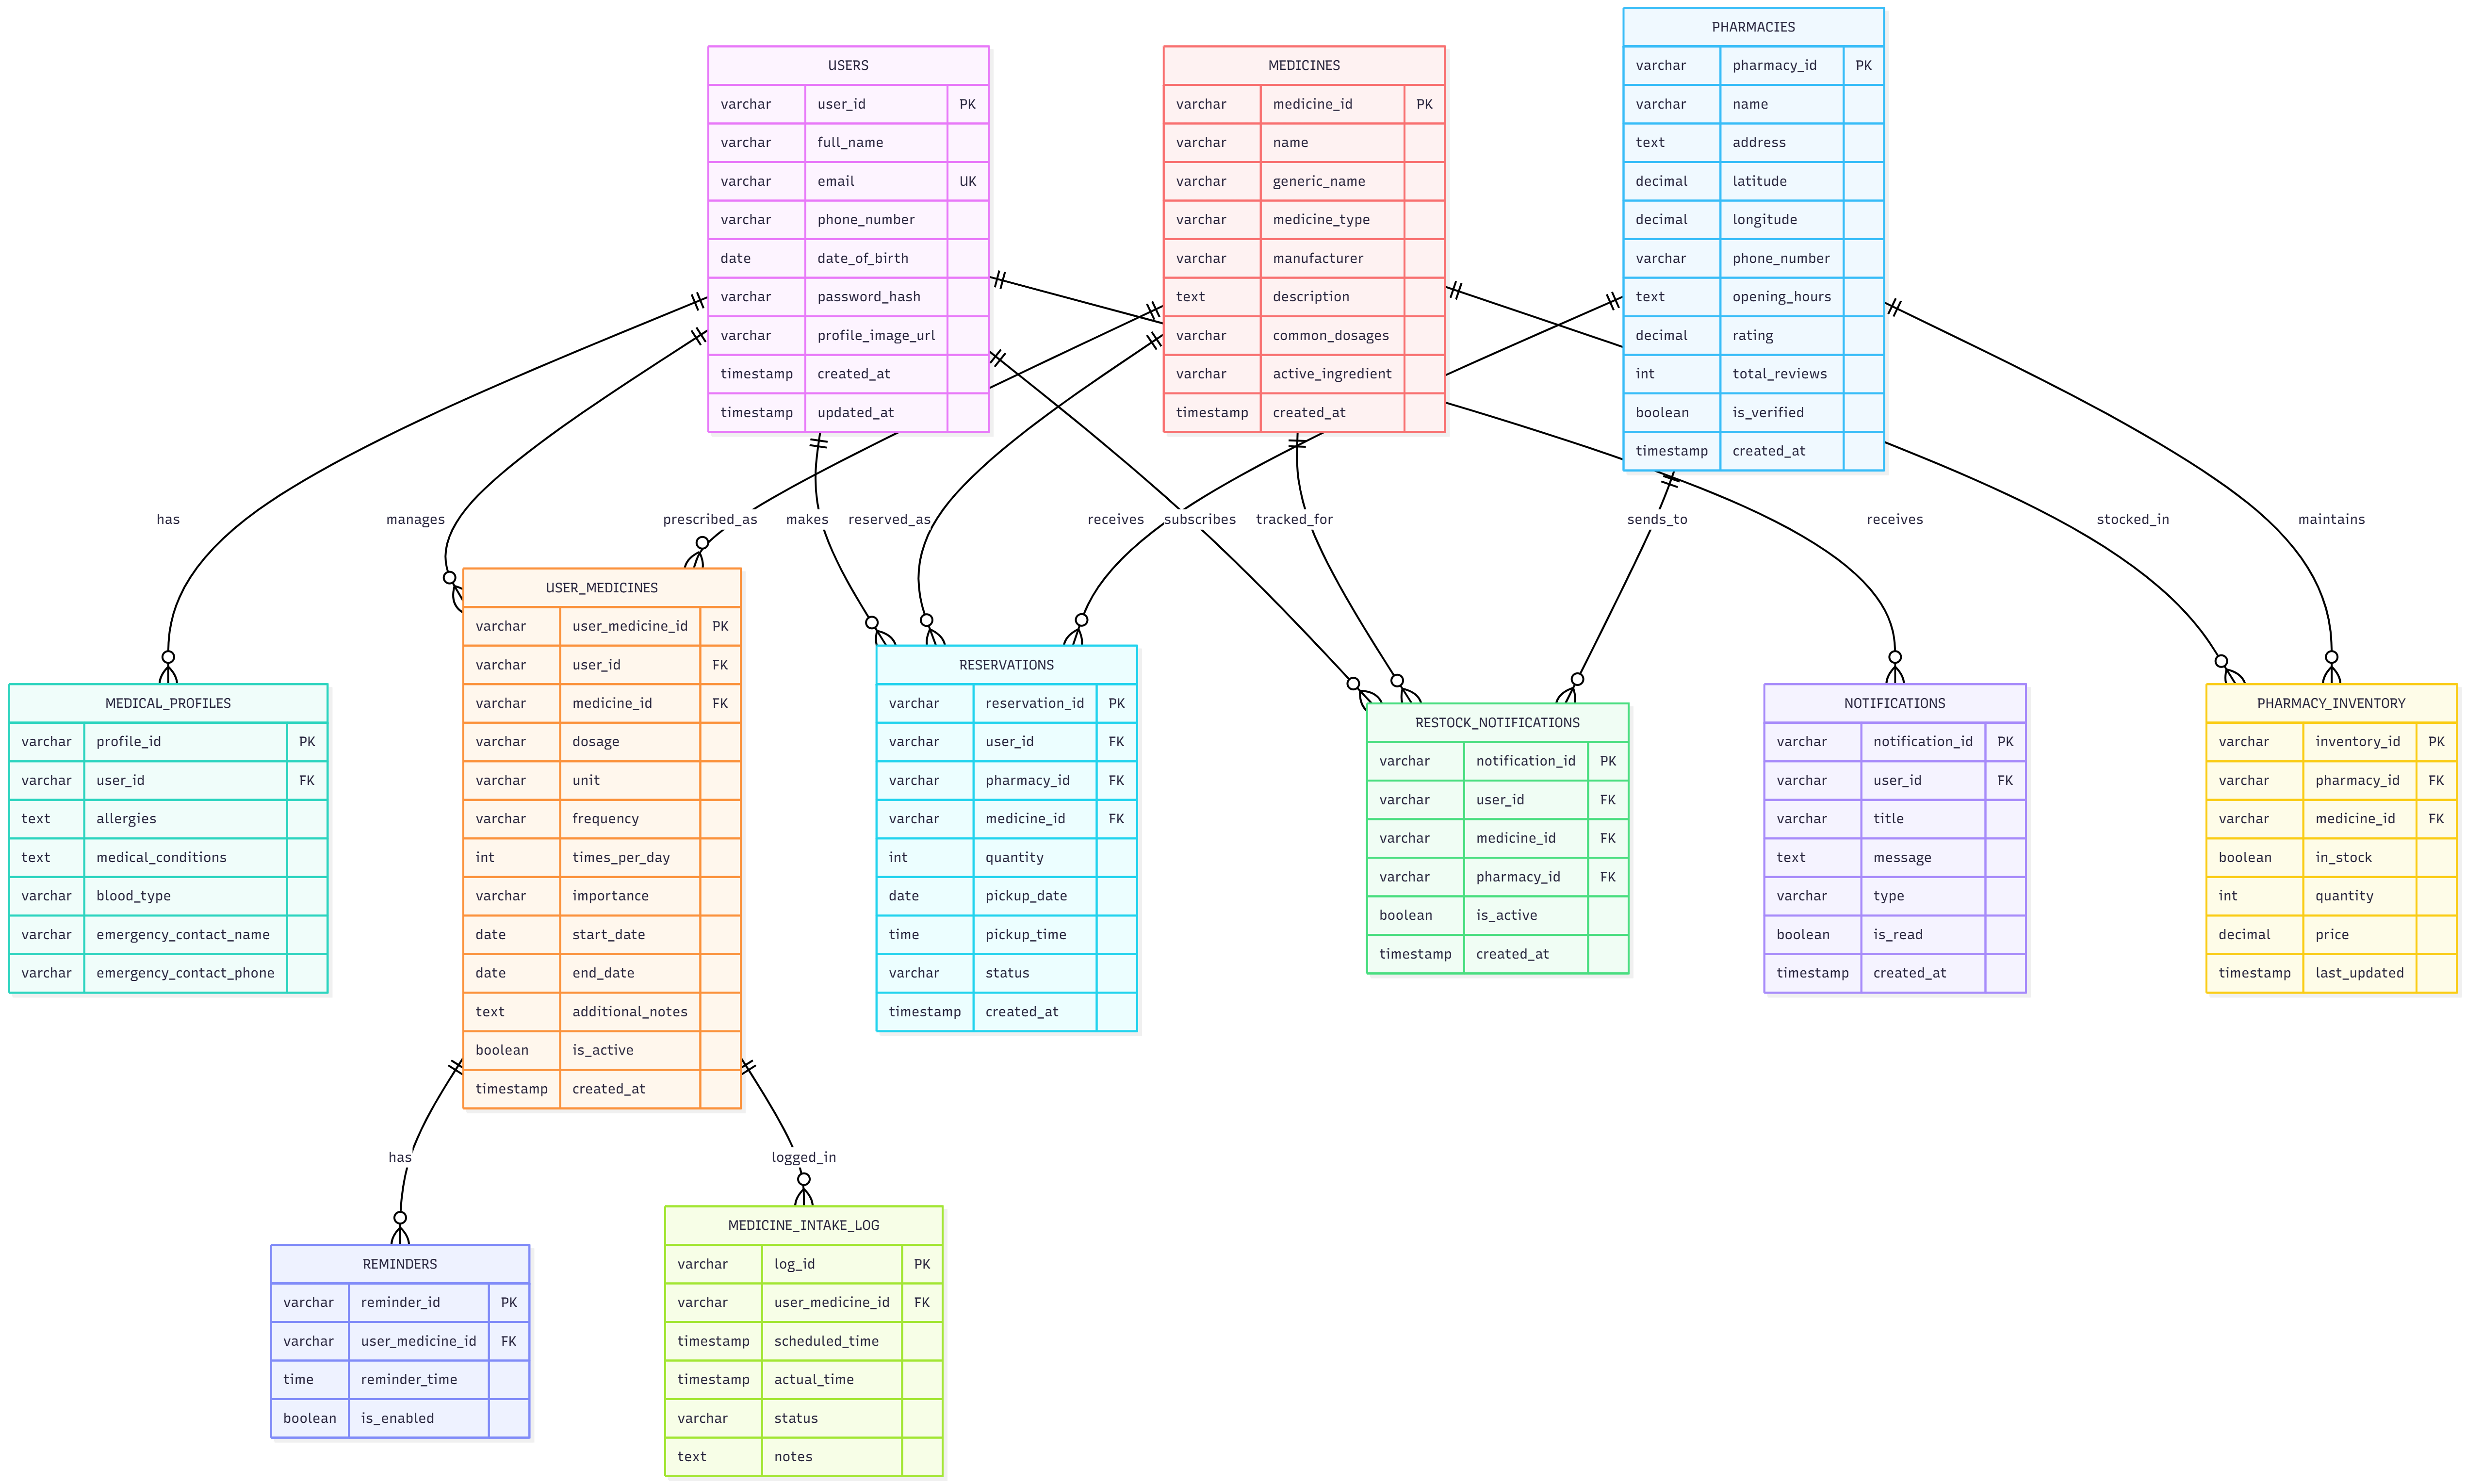 PHARMACIES
varchar pharmacy_id PK
varchar name
text address
decimal latitude
decimal longitude
varchar phone_number
text opening_hours
decimal rating
int total_reviews
boolean is_verified
timestamp created_at
USERS
varchar user_id PK
varchar full_name
varchar email UK
varchar phone_number
date date_of_birth
varchar password_hash
varchar profile_image_url
timestamp created_at
timestamp updated_at
MEDICINES
varchar medicine_id PK
varchar name
varchar generic_name
varchar medicine_type
varchar manufacturer
text description
varchar common_dosages
varchar active_ingredient
timestamp created_at
has
manages
prescribed_as
makes
reserved_as
receives
subscribes
tracked_for
sends_to
receives
stocked_in
maintains
MEDICAL_PROFILES
varchar profile_id PK
varchar user_id FK
text allergies
text medical_conditions
varchar blood_type
varchar emergency_contact_name
varchar emergency_contact_phone
USER_MEDICINES
varchar user_medicine_id PK
varchar user_id FK
varchar medicine_id FK
varchar dosage
varchar unit
varchar frequency
int times_per_day
varchar importance
date start_date
date end_date
text additional_notes
boolean is_active
timestamp created_at
RESERVATIONS
varchar reservation_id PK
varchar user_id FK
varchar pharmacy_id FK
varchar medicine_id FK
int quantity
date pickup_date
time pickup_time
varchar status
timestamp created_at
RESTOCK_NOTIFICATIONS
varchar notification_id PK
varchar user_id FK
varchar medicine_id FK
varchar pharmacy_id FK
boolean is_active
timestamp created_at
NOTIFICATIONS
varchar notification_id PK
varchar user_id FK
varchar title
text message
varchar type
boolean is_read
timestamp created_at
PHARMACY_INVENTORY
varchar inventory_id PK
varchar pharmacy_id FK
varchar medicine_id FK
boolean in_stock
int quantity
decimal price
timestamp last_updated
has
logged_in
REMINDERS
varchar reminder_id PK
varchar user_medicine_id FK
time reminder_time
boolean is_enabled
MEDICINE_INTAKE_LOG
varchar log_id PK
varchar user_medicine_id FK
timestamp scheduled_time
timestamp actual_time
varchar status
text notes